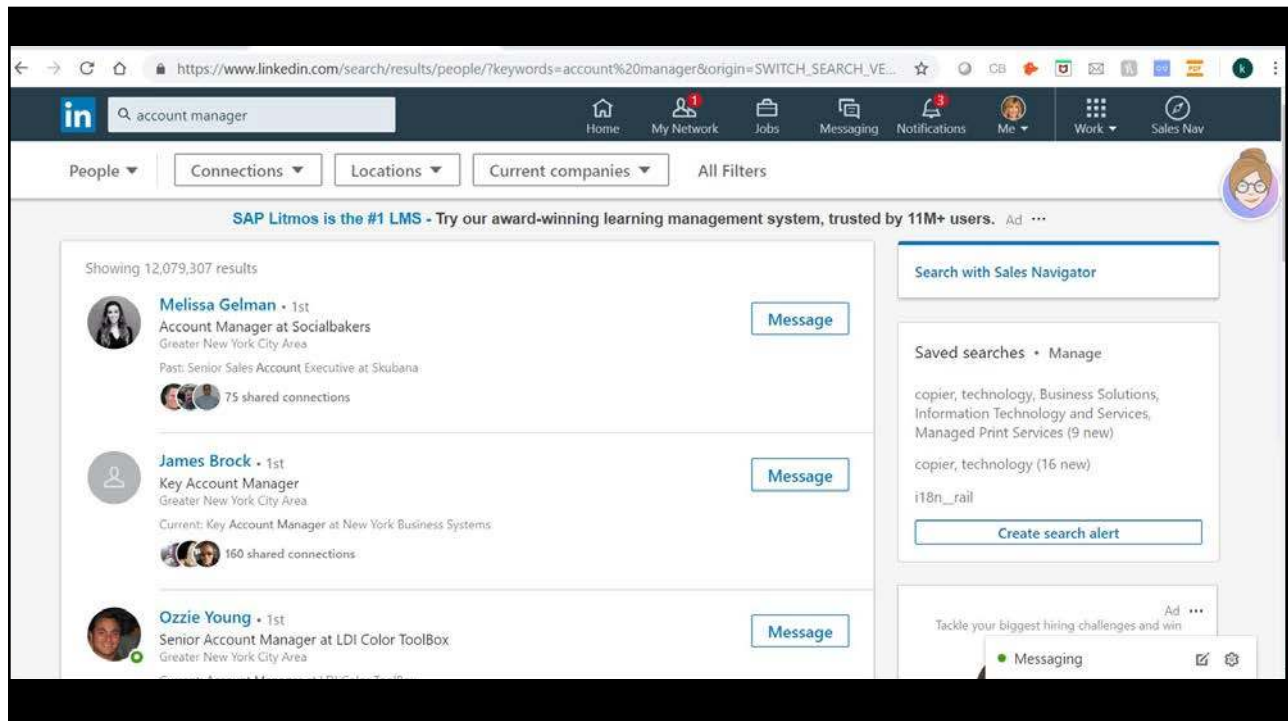 https://www.linkedin.com/search/results/people/?keywords=account%20manager&origin=SWITCH_SEARCH_VE...
CB
PDF
k
in
account manager
1
3
Home
My Network
Jobs
Messaging
Notifications
Me
Work
Sales Nav
People
Connections
Locations
Current companies
All Filters
SAP Litmos is the #1 LMS - Try our award-winning learning management system, trusted by 11M+ users. Ad ···
Showing 12,079,307 results
Melissa Gelman • 1st
Account Manager at Socialbakers
Greater New York City Area
Past: Senior Sales Account Executive at Skubana
75 shared connections
Message
James Brock • 1st
Key Account Manager
Greater New York City Area
Current: Key Account Manager at New York Business Systems
160 shared connections
Message
Ozzie Young • 1st
Senior Account Manager at LDI Color ToolBox
Greater New York City Area
Message
Search with Sales Navigator
Saved searches • Manage
copier, technology, Business Solutions,
Information Technology and Services,
Managed Print Services (9 new)
copier, technology (16 new)
i18n__rail
Create search alert
Ad ···
Tackle your biggest hiring challenges and win
Messaging